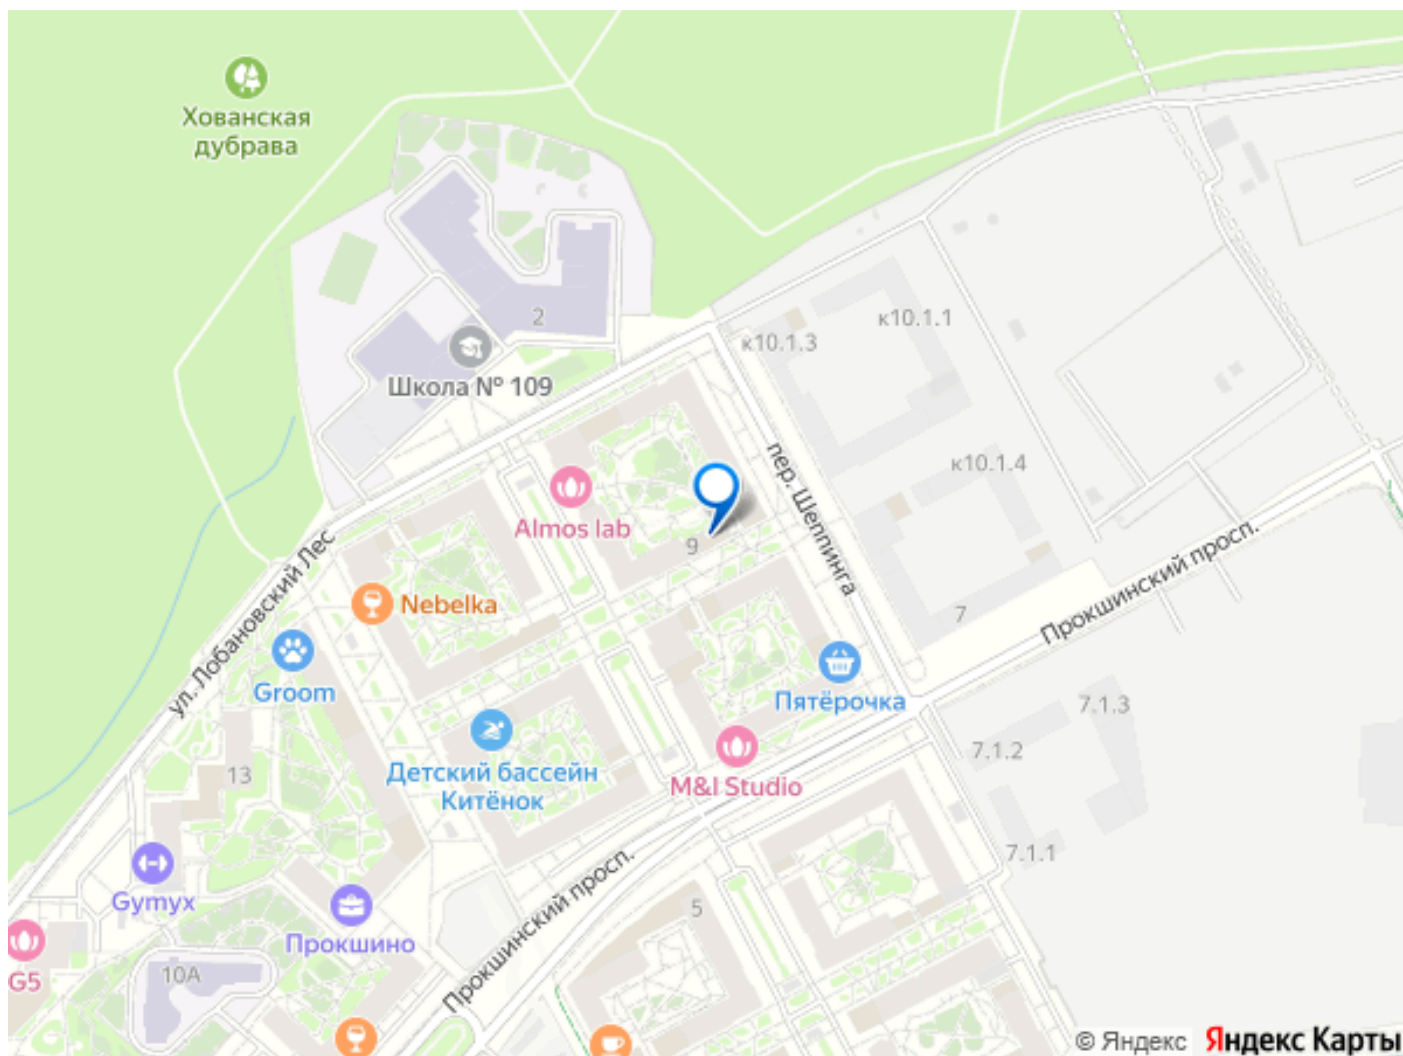 Хованская
дубрава
2
к10.1.1
к10.1.3
Школа № 109
к10.1.4
пер. Шеппинга
Almos lab
9
Прокшинский просп.
ул. Лобановский Лес
Nebelka
7
Groom
Пятёрочка
7.1.3
7.1.2
13
Детский бассейн
Китёнок
M&I Studio
7.1.1
Прокшинский просп.
Gymyx
5
Прокшино
G5
10А
© Яндекс Яндекс Карты